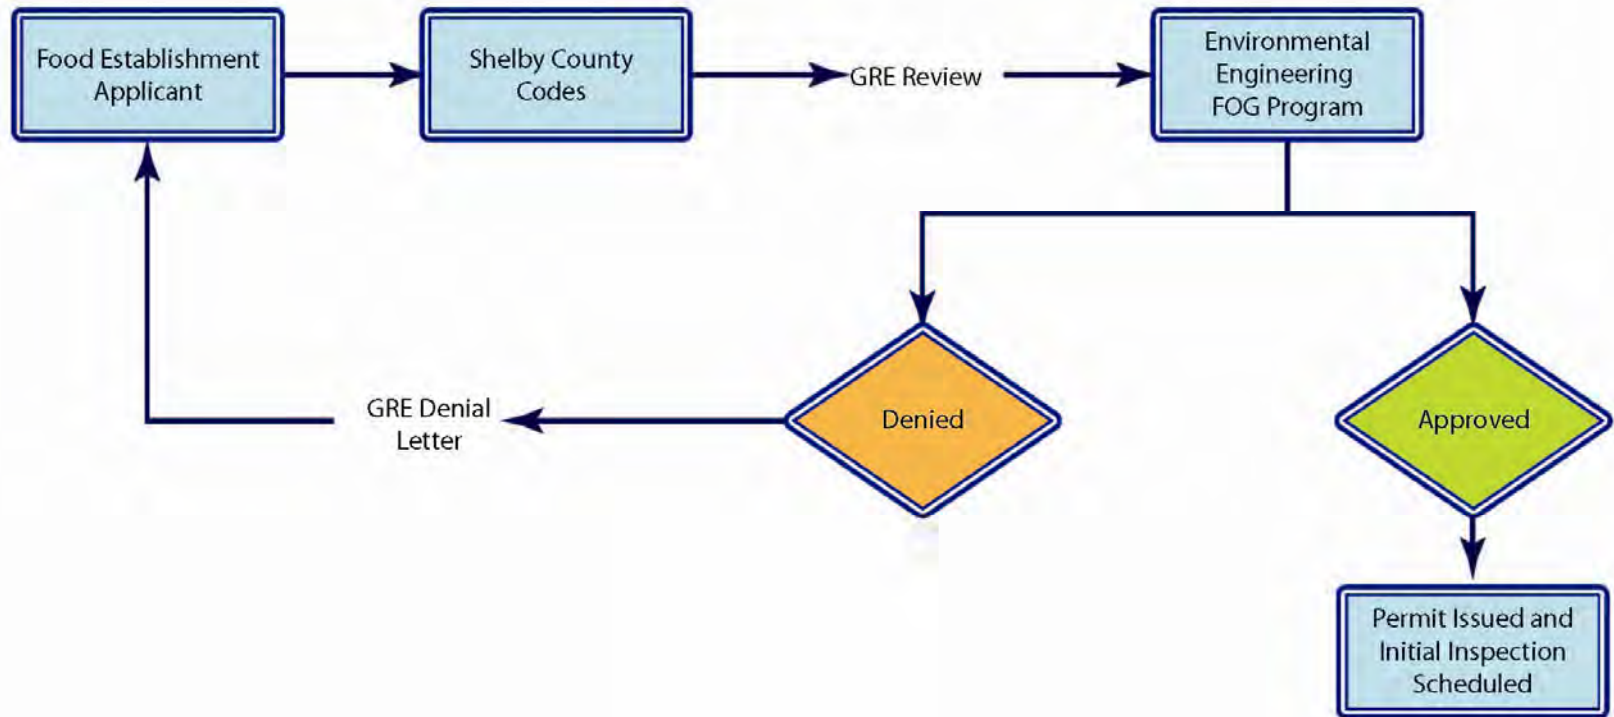 Food Establishment
Applicant
Shelby County
Codes
GRE Review
Environmental
Engineering
FOG Program
GRE Denial
Letter
Denied
Approved
Permit Issued and
Initial Inspection
Scheduled